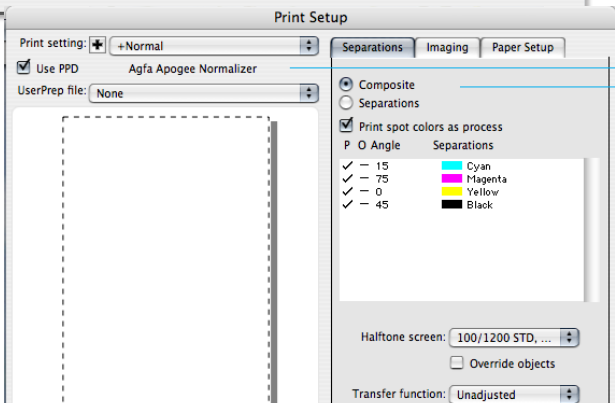 Print Setup
Print setting: +Normal
Use PPD Agfa Apogee Normalizer
UserPrep file: None
Separations Imaging Paper Setup
Composite
Separations
Print spot colors as process
P O Angle Separations
15 Cyan
75 Magenta
0 Yellow
45 Black
Halftone screen: 100/1200 STD, ...
Override objects
Transfer function: Unadjusted